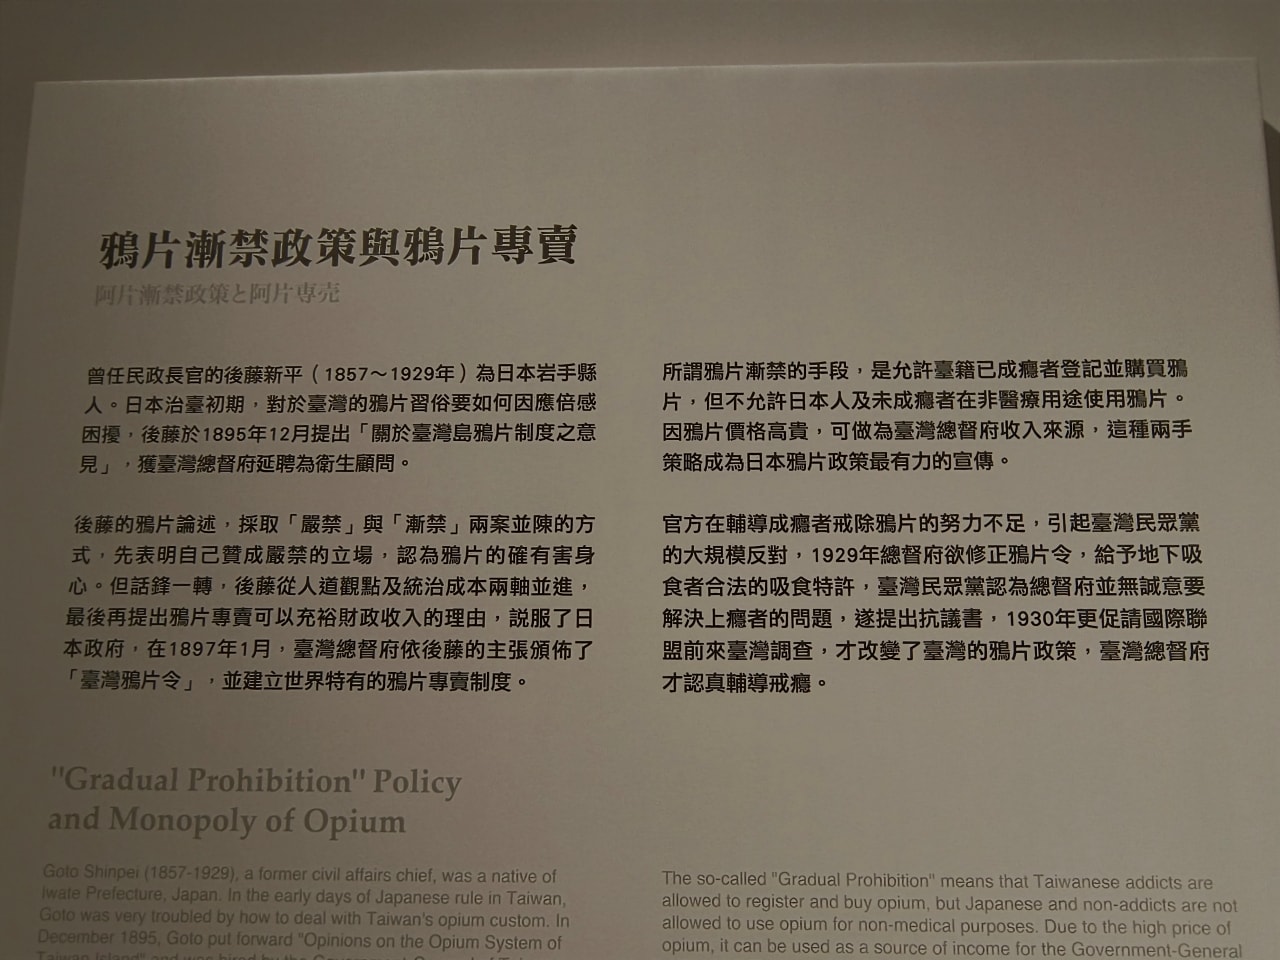 鴉片漸禁政策與鴉片專賣
阿片漸禁政策と阿片専売
曾任民政長官的後藤新平（1857～1929年）為日本岩手縣
人。日本治臺初期，對於臺灣的鴉片習俗要如何因應倍感
困擾，後藤於1895年12月提出「關於臺灣島鴉片制度之意
見」，獲臺灣總督府延聘為衛生顧問。
後藤的鴉片論述，採取「嚴禁」與「漸禁」兩案並陳的方
式，先表明自己贊成嚴禁的立場，認為鴉片的確有害身
心。但話鋒一轉，後藤從人道觀點及統治成本兩軸並進，
最後再提出鴉片專賣可以充裕財政收入的理由，説服了日
本政府，在1897年1月，臺灣總督府依後藤的主張頒佈了
「臺灣鴉片令」，並建立世界特有的鴉片專賣制度。
所謂鴉片漸禁的手段，是允許臺籍已成癮者登記並購買鴉
片，但不允許日本人及未成癮者在非醫療用途使用鴉片。
因鴉片價格高貴，可做為臺灣總督府收入來源，這種兩手
策略成為日本鴉片政策最有力的宣傳。
官方在輔導成癮者戒除鴉片的努力不足，引起臺灣民眾黨
的大規模反對，1929年總督府欲修正鴉片令，給予地下吸
食者合法的吸食特許，臺灣民眾黨認為總督府並無誠意要
解決上癮者的問題，遂提出抗議書，1930年更促請國際聯
盟前來臺灣調查，才改變了臺灣的鴉片政策，臺灣總督府
才認真輔導戒癮。
"Gradual Prohibition" Policy
and Monopoly of Opium
Goto Shinpei (1857-1929), a former civil affairs chief, was a native of
Iwate Prefecture, Japan. In the early days of Japanese rule in Taiwan,
Goto was very troubled by how to deal with Taiwan's opium custom. In
December 1895, Goto put forward "Opinions on the Opium System of
Taiwan Island" and was hired by the Government-General of Taiwan
The so-called "Gradual Prohibition" means that Taiwanese addicts are
allowed to register and buy opium, but Japanese and non-addicts are not
allowed to use opium for non-medical purposes. Due to the high price of
opium, it can be used as a source of income for the Government-General